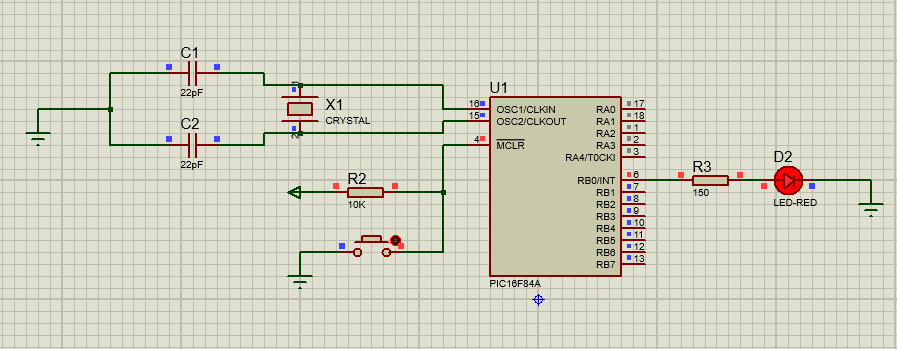 C1
22pF
C2
22pF
1
X1
CRYSTAL
2
R2
10K
U1
16 OSC1/CLKIN
15 OSC2/CLKOUT
4 MCLR
RA0 17
RA1 18
RA2 1
RA3 2
RA4/T0CKI 3
RB0/INT 6
RB1 7
RB2 8
RB3 9
RB4 10
RB5 11
RB6 12
RB7 13
PIC16F84A
R3
150
D2
LED-RED